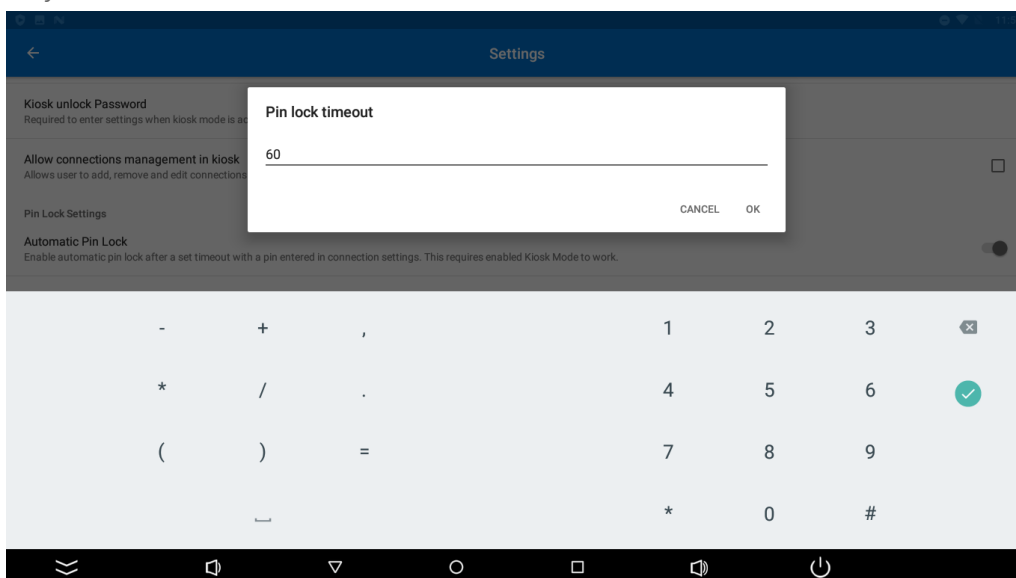 Settings
Kiosk unlock Password
Required to enter settings when kiosk mode is
Pin lock timeout
60
CANCEL OK
Allow connections management in kiosk
Allows user to add, remove and edit connections
Pin Lock Settings
Automatic Pin Lock
Enable automatic pin lock after a set timeout with a pin entered in connection settings. This requires enabled Kiosk Mode to work.
- + , 1 2 3
* / . 4 5 6
( ) = 7 8 9
* 0 #